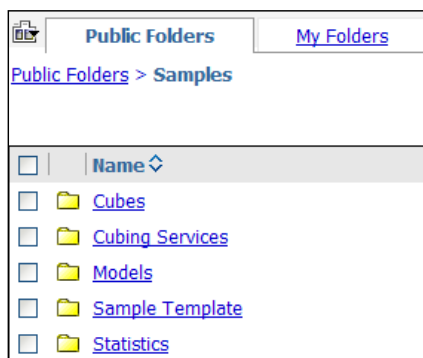 Public Folders My Folders
Public Folders > Samples
Name
Cubes
Cubing Services
Models
Sample Template
Statistics